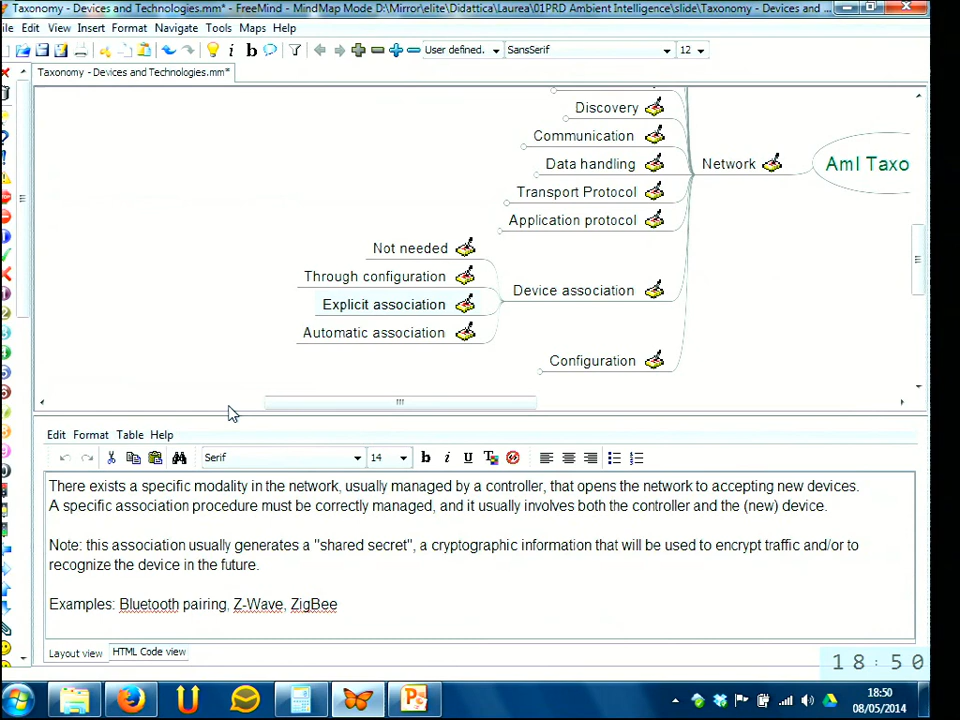 Taxonomy - Devices and Technologies.mm* - FreeMind - MindMap Mode D:\Mirror\elite\Didattica\Laurea\01PRD Ambient Intelligence\slide\Taxonomy - Devices and ...
File Edit View Insert Format Navigate Tools Maps Help
User defined. SansSerif 12
Taxonomy - Devices and Technologies.mm*
Discovery
Communication
Data handling
Network
AmI Taxo
Transport Protocol
Application protocol
Not needed
Through configuration
Device association
Explicit association
Automatic association
Configuration
Edit Format Table Help
Serif 14
There exists a specific modality in the network, usually managed by a controller, that opens the network to accepting new devices.
A specific association procedure must be correctly managed, and it usually involves both the controller and the (new) device.
Note: this association usually generates a "shared secret", a cryptographic information that will be used to encrypt traffic and/or to
recognize the device in the future.
Examples: Bluetooth pairing, Z-Wave, ZigBee
Layout view HTML Code view
18:50
18:50
08/05/2014